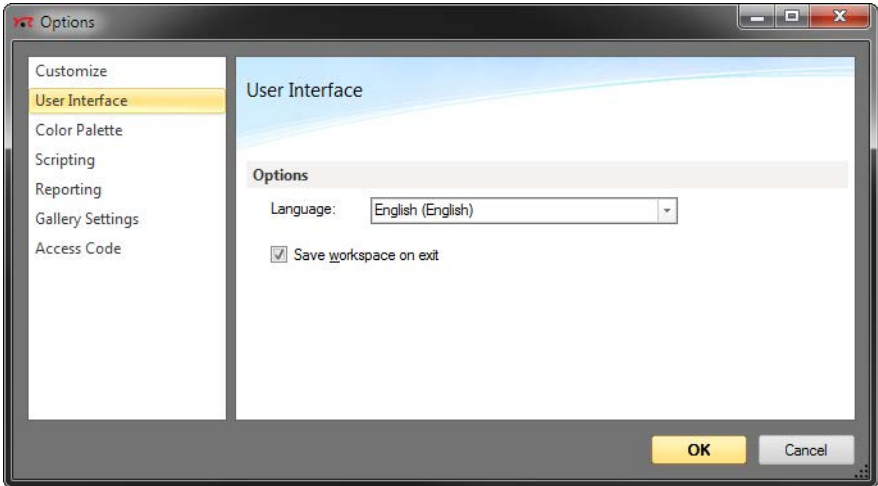 Options
Customize
User Interface
Color Palette
Scripting
Reporting
Gallery Settings
Access Code
User Interface
Options
Language: English (English)
Save workspace on exit
OK Cancel